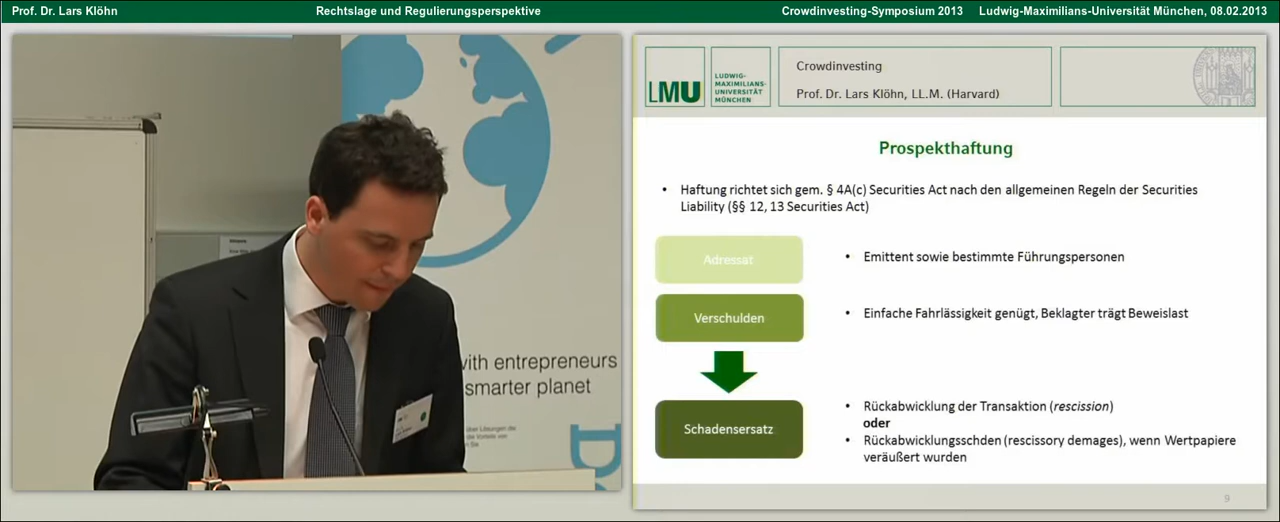 Prof. Dr. Lars Klöhn Rechtslage und Regulierungsperspektive Crowdinvesting-Symposium 2013 Ludwig-Maximilians-Universität München, 08.02.2013
with entrepreneurs
smarter planet
LMU
LUDWIG-
MAXIMILIANS-
UNIVERSITÄT
MÜNCHEN
Crowdinvesting
Prof. Dr. Lars Klöhn, LL.M. (Harvard)
Prospekthaftung
• Haftung richtet sich gem. § 4A(c) Securities Act nach den allgemeinen Regeln der Securities
Liability (§§ 12, 13 Securities Act)
Adressat
• Emittent sowie bestimmte Führungspersonen
Verschulden
• Einfache Fahrlässigkeit genügt, Beklagter trägt Beweislast
Schadensersatz
• Rückabwicklung der Transaktion (rescission)
oder
• Rückabwicklungsschden (rescissory demages), wenn Wertpapiere
veräußert wurden
9